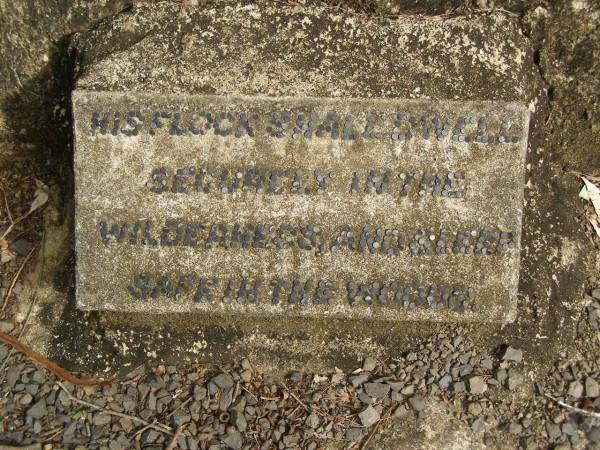 HIS FLOCK SHALL DWELL
SECURELY IN THE
WILDERNESS, AND SLEEP
SAFE IN THE WOODS.